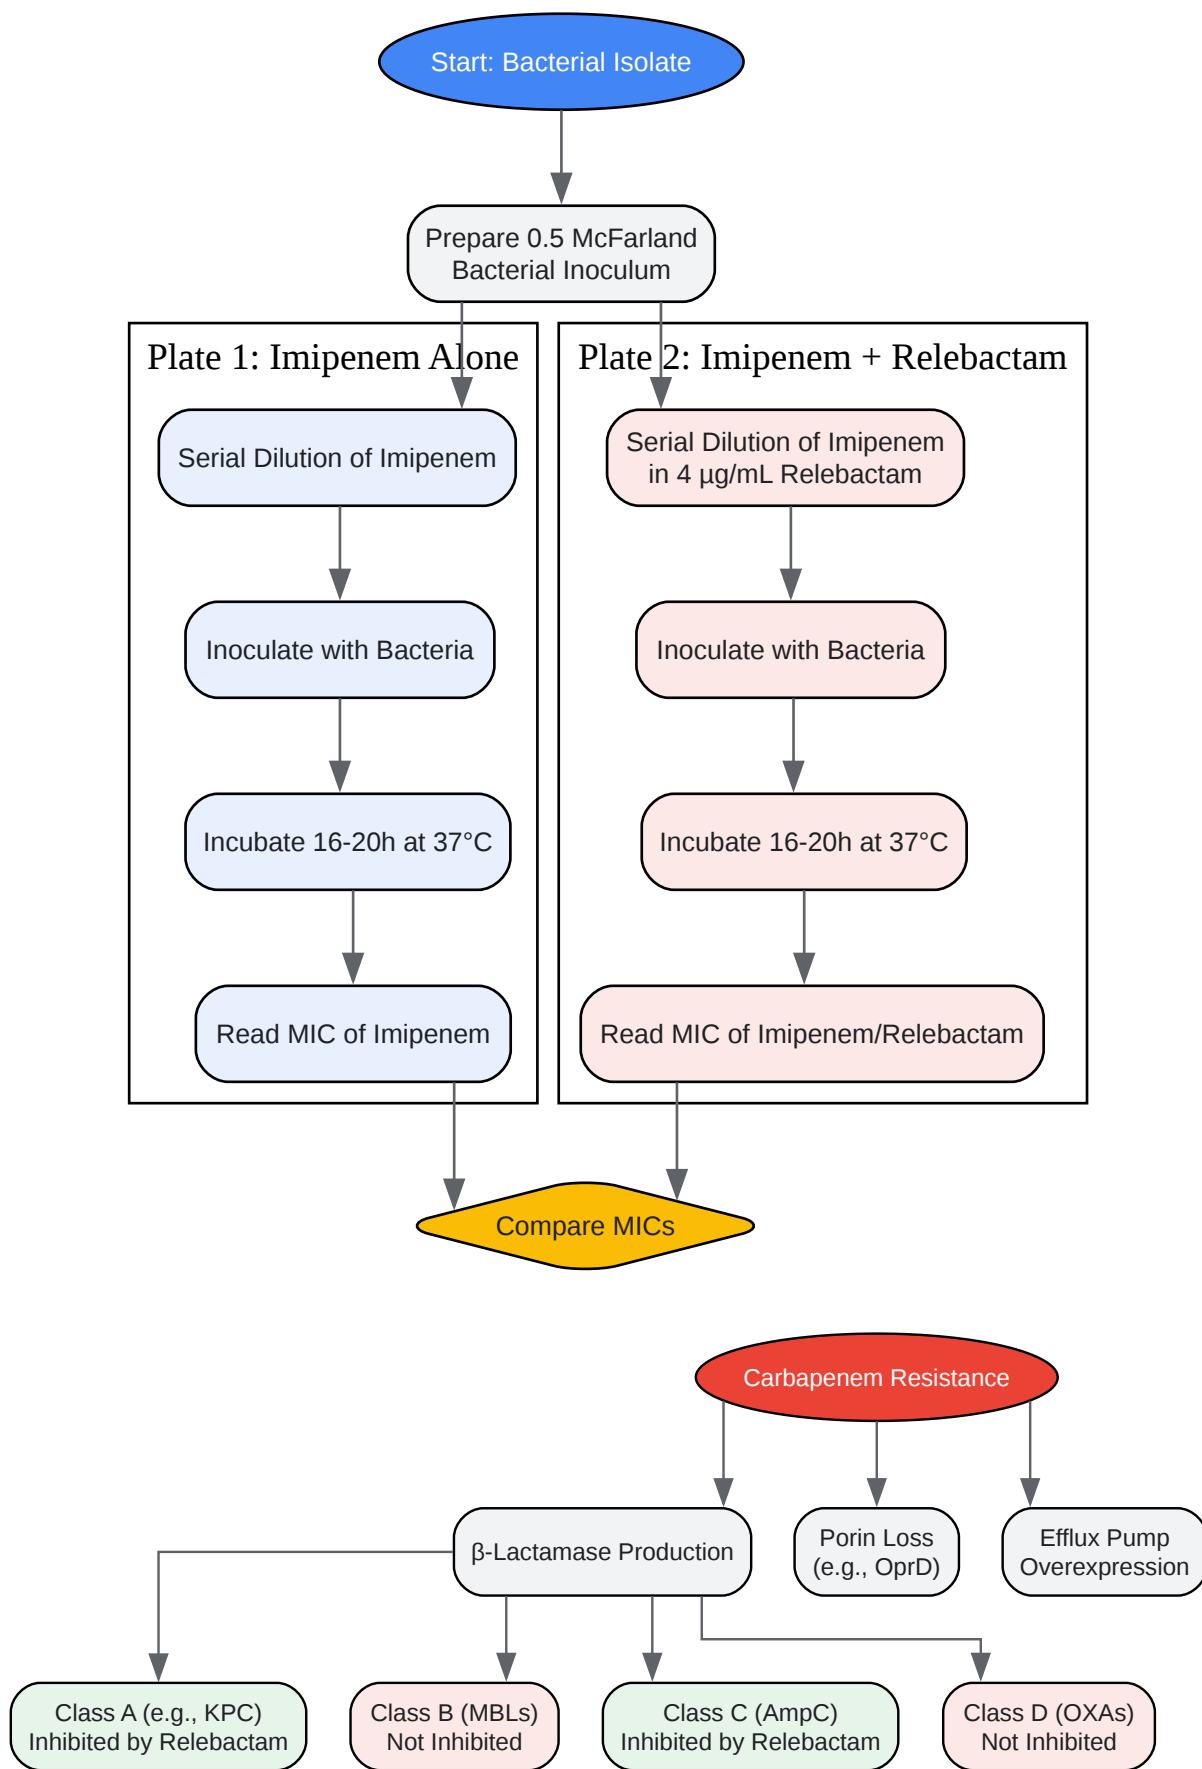 Start: Bacterial Isolate
Prepare 0.5 McFarland
Bacterial Inoculum
Plate 1: Imipenem Alone
Serial Dilution of Imipenem
Inoculate with Bacteria
Incubate 16-20h at 37°C
Read MIC of Imipenem
Plate 2: Imipenem + Relebactam
Serial Dilution of Imipenem
in 4 µg/mL Relebactam
Inoculate with Bacteria
Incubate 16-20h at 37°C
Read MIC of Imipenem/Relebactam
Compare MICs
Carbapenem Resistance
β-Lactamase Production
Porin Loss
(e.g., OprD)
Efflux Pump
Overexpression
Class A (e.g., KPC)
Inhibited by Relebactam
Class B (MBLs)
Not Inhibited
Class C (AmpC)
Inhibited by Relebactam
Class D (OXAs)
Not Inhibited